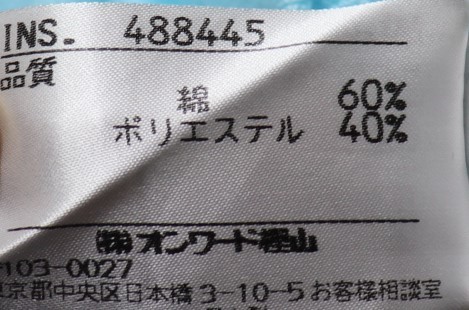 INS. 488445
品質
綿 60%
ポリエステル 40%
㈱オンワード樫山
103-0027
京都中央区日本橋3-10-5お客様相談室